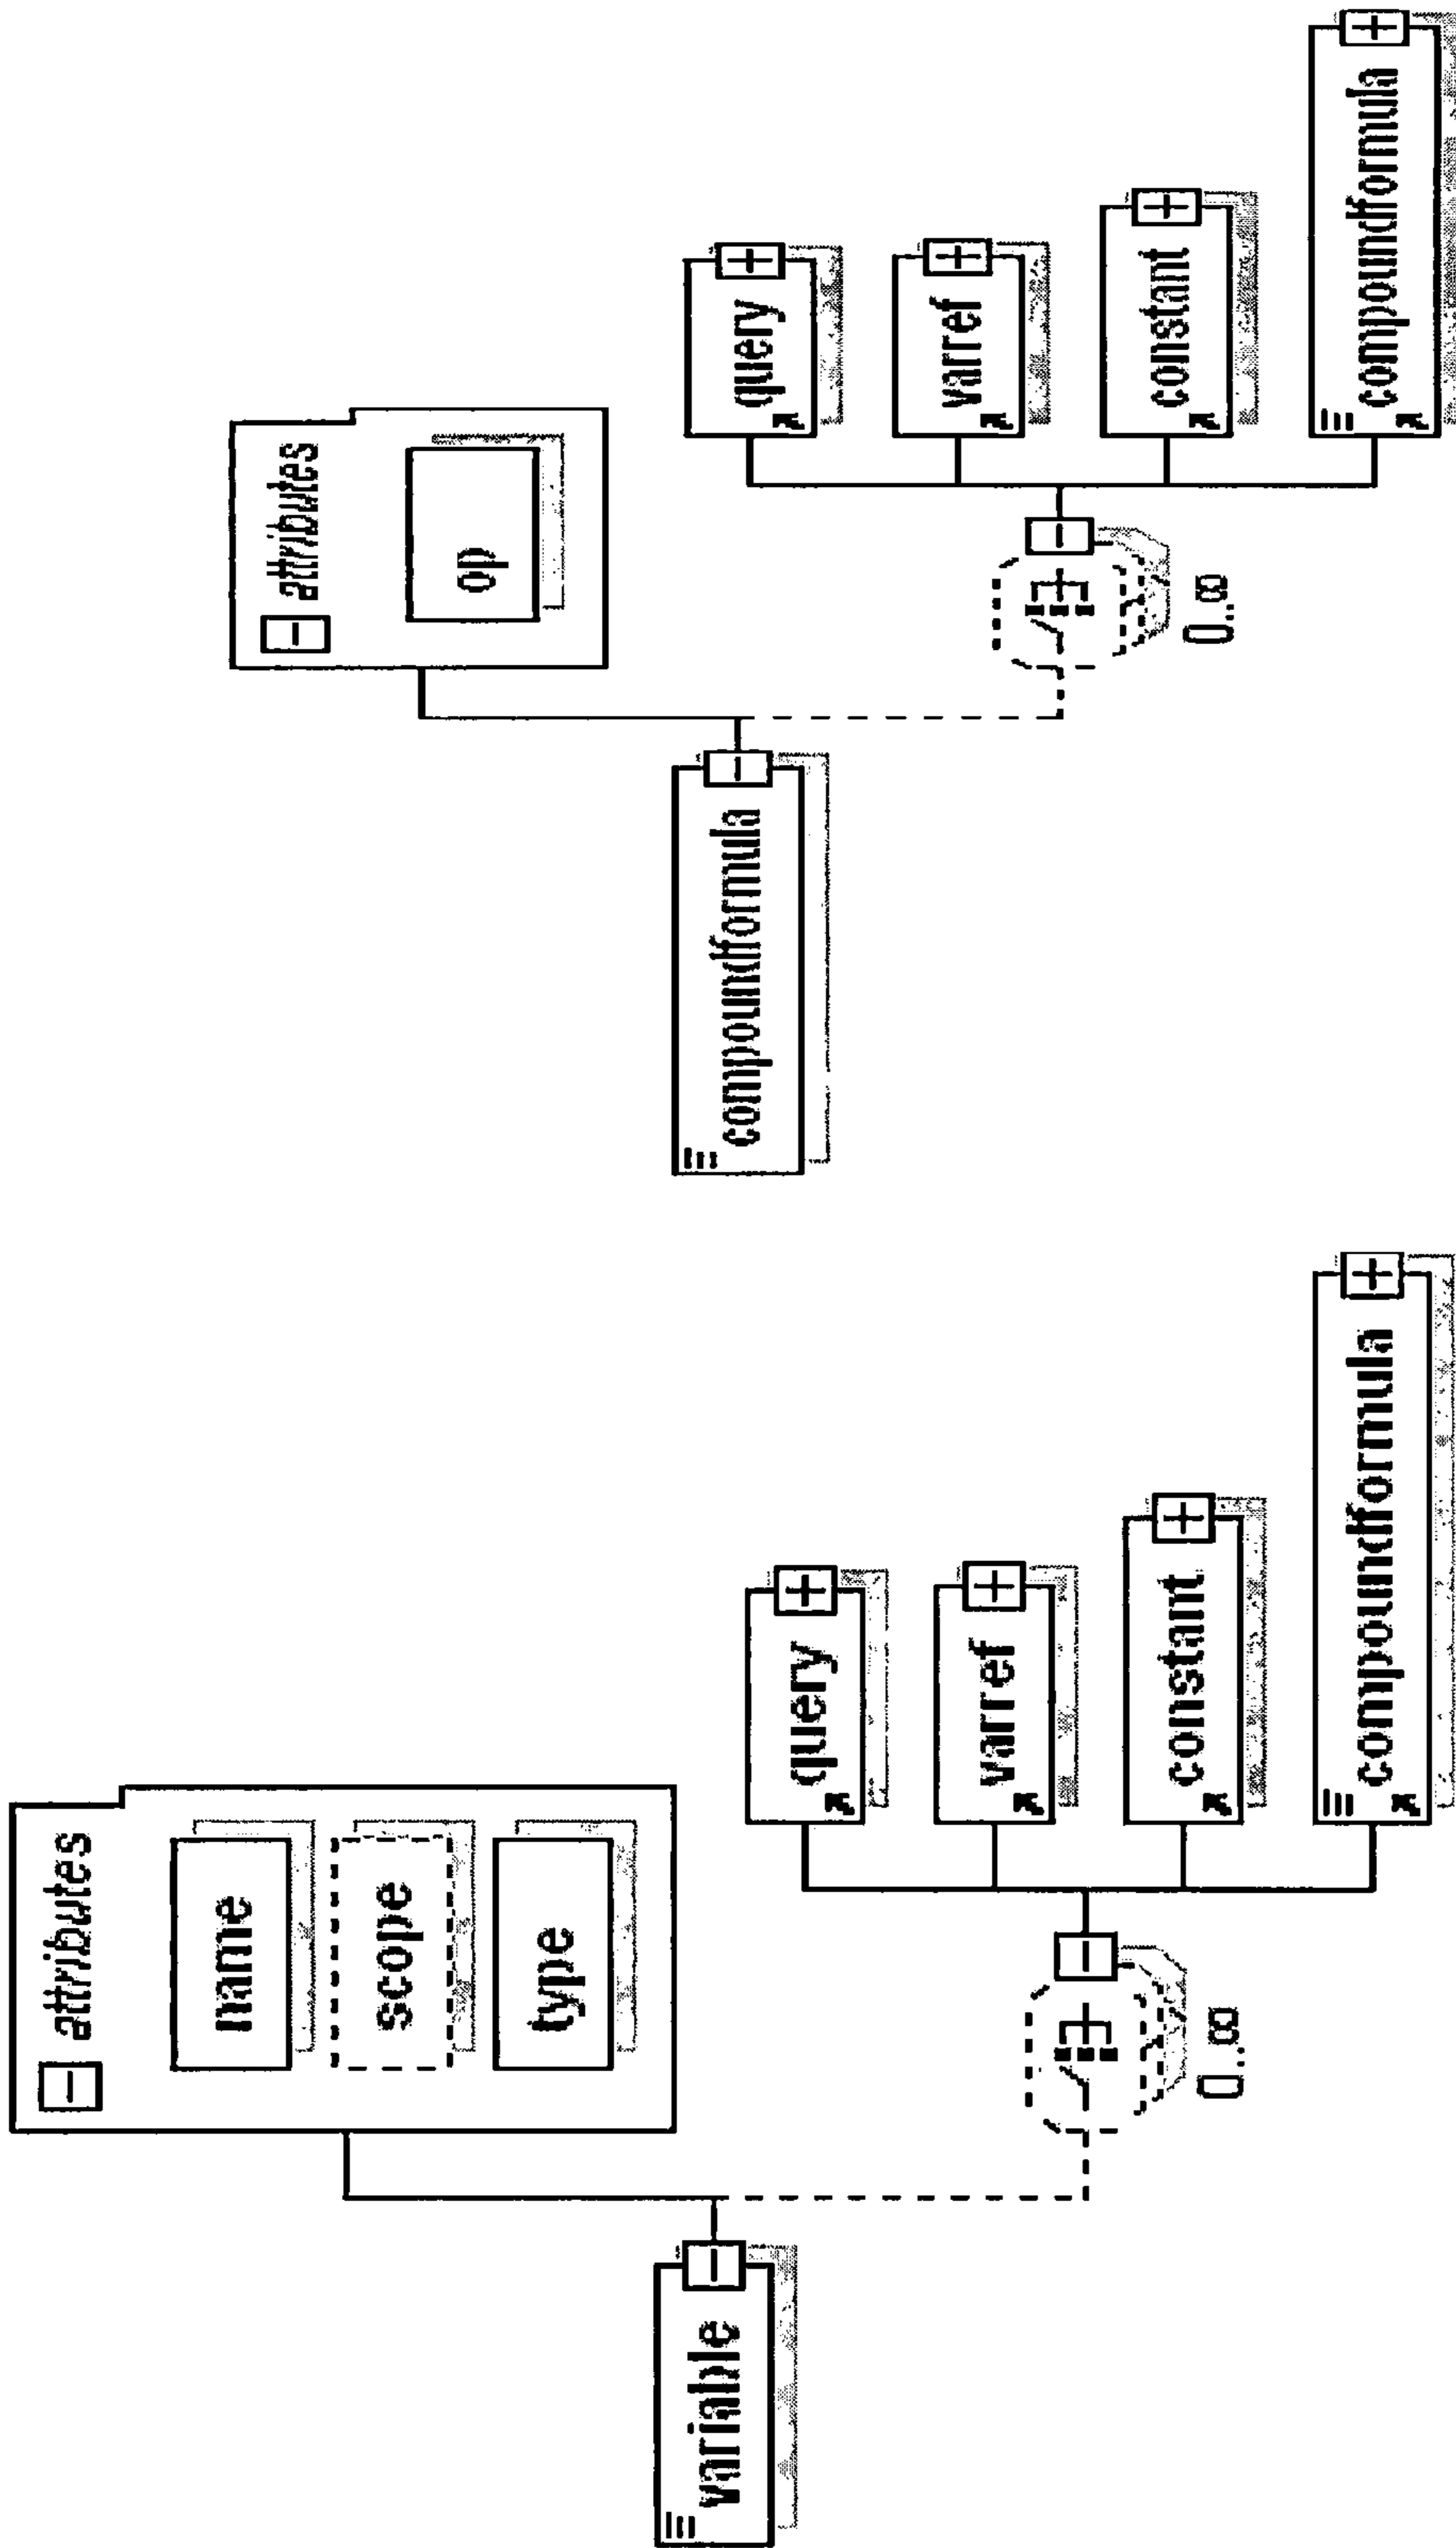 variable
attributes
name
scope
type
0..∞
query
varref
constant
compoundformula
compoundformula
attributes
op
0..∞
query
varref
constant
compoundformula